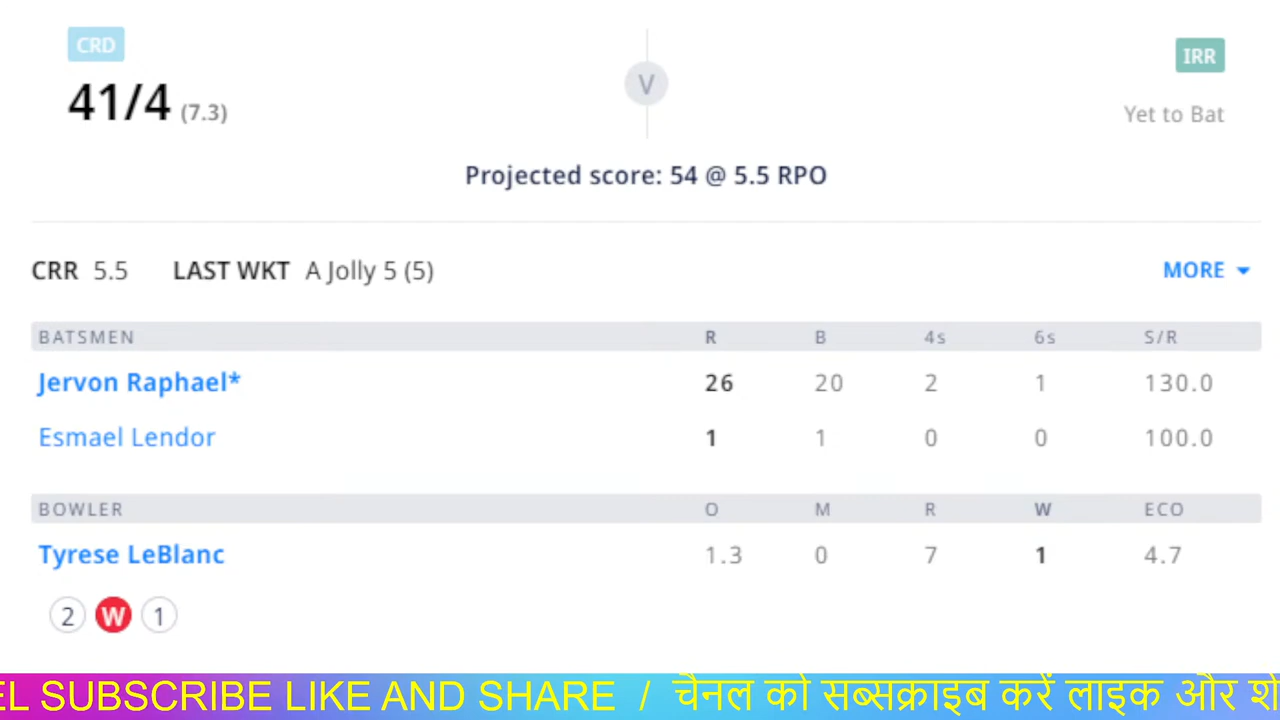 CRD
41/4 (7.3)
V
IRR
Yet to Bat
Projected score: 54 @ 5.5 RPO
CRR 5.5 LAST WKT A Jolly 5 (5)
MORE
BATSMEN R B 4s 6s S/R
Jervon Raphael* 26 20 2 1 130.0
Esmael Lendor 1 1 0 0 100.0
BOWLER O M R W ECO
Tyrese LeBlanc 1.3 0 7 1 4.7
2 W 1
EL SUBSCRIBE LIKE AND SHARE / चैनल को सब्सक्राइब करें लाइक और शे